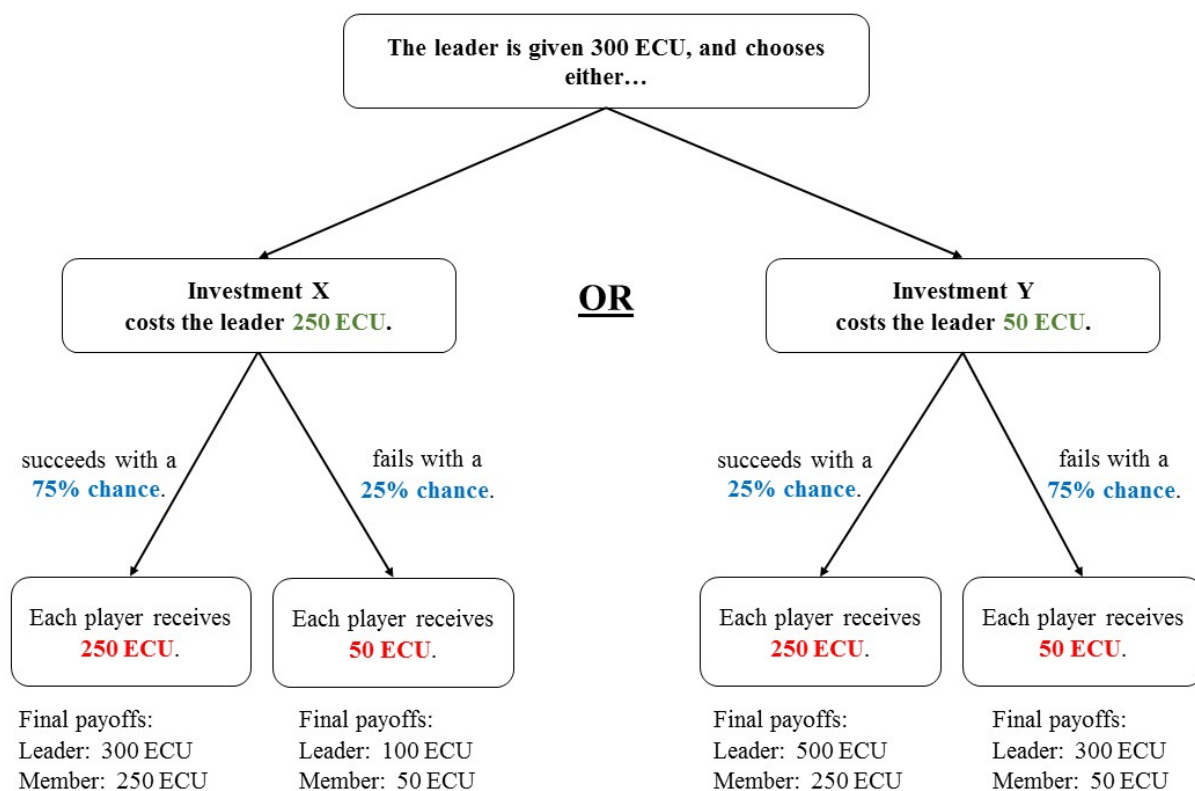 The leader is given 300 ECU, and chooses
either…
Investment X
costs the leader 250 ECU.
OR
Investment Y
costs the leader 50 ECU.
succeeds with a
75% chance.
fails with a
25% chance.
succeeds with a
25% chance.
fails with a
75% chance.
Each player receives
250 ECU.
Each player receives
50 ECU.
Each player receives
250 ECU.
Each player receives
50 ECU.
Final payoffs:
Leader: 300 ECU
Member: 250 ECU
Final payoffs:
Leader: 100 ECU
Member: 50 ECU
Final payoffs:
Leader: 500 ECU
Member: 250 ECU
Final payoffs:
Leader: 300 ECU
Member: 50 ECU